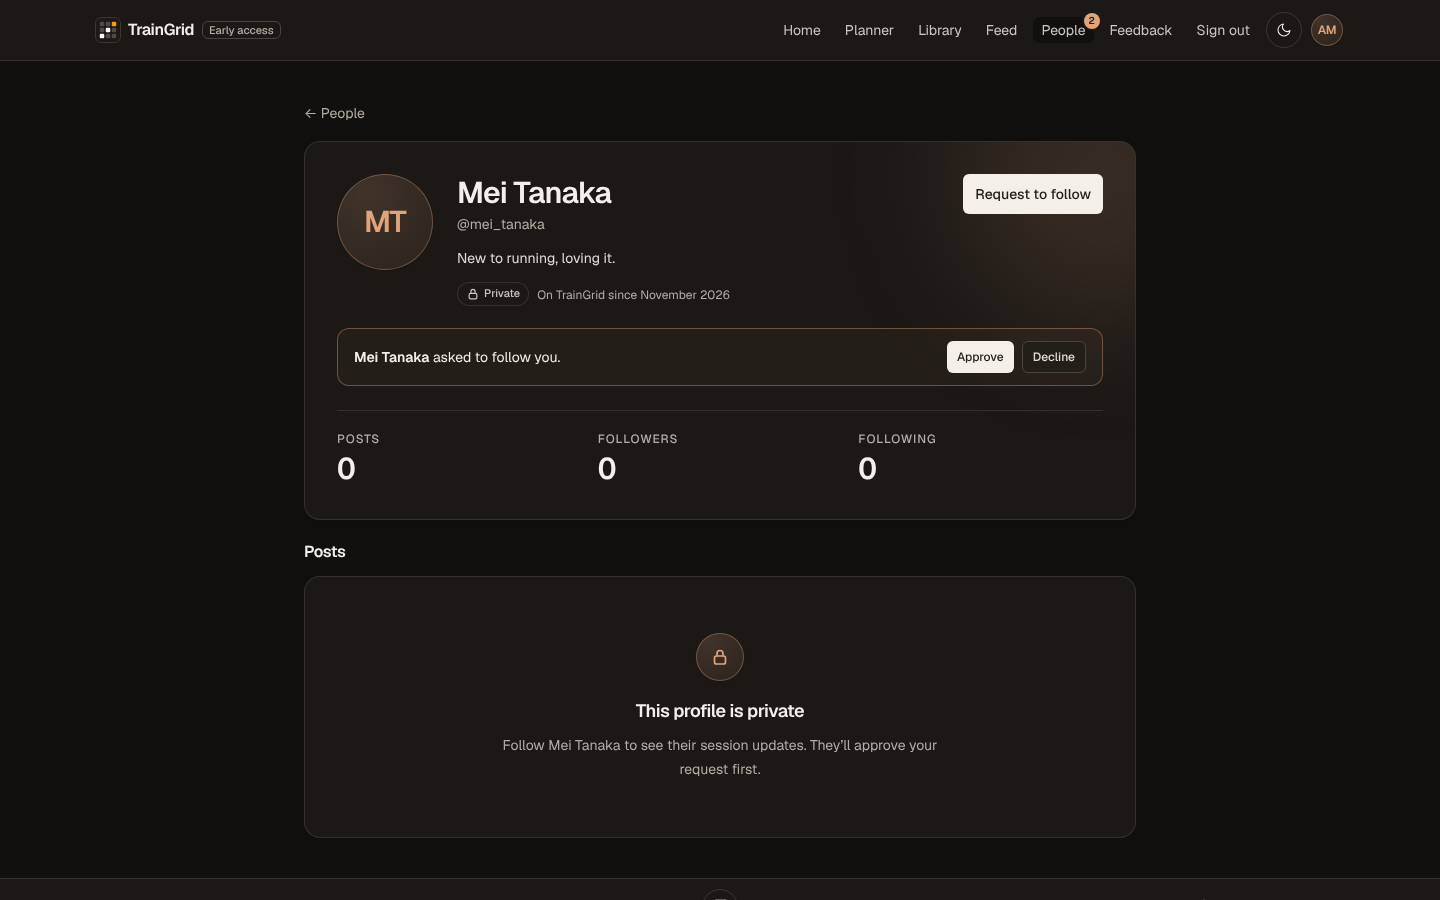 TrainGrid Early access Home Planner Library Feed People 2 Feedback Sign out AM
← People
MT
Mei Tanaka
Request to follow
@mei_tanaka
New to running, loving it.
Private On TrainGrid since November 2026
Mei Tanaka asked to follow you. Approve Decline
POSTS FOLLOWERS FOLLOWING
0 0 0
Posts
This profile is private
Follow Mei Tanaka to see their session updates. They’ll approve your
request first.